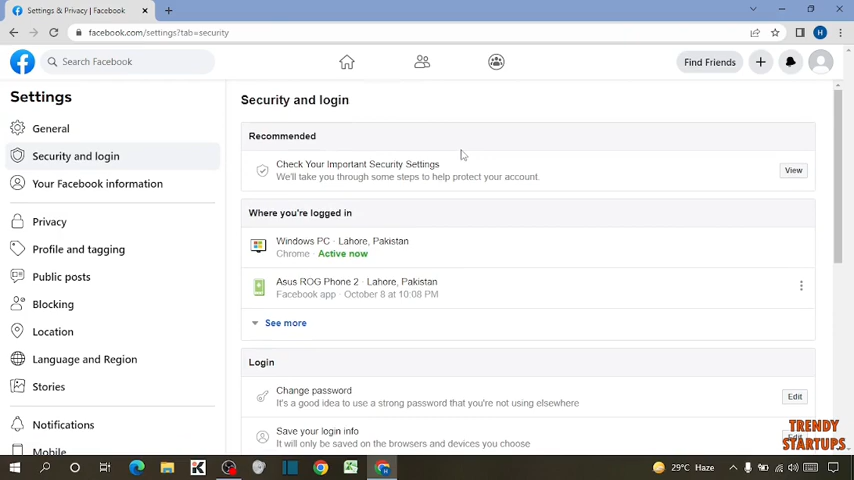 Settings & Privacy | Facebook
facebook.com/settings?tab=security
H
Search Facebook
Find Friends
Settings
General
Security and login
Your Facebook information
Privacy
Profile and tagging
Public posts
Blocking
Location
Language and Region
Stories
Notifications
Mobile
Security and login
Recommended
Check Your Important Security Settings
We'll take you through some steps to help protect your account.
View
Where you're logged in
Windows PC · Lahore, Pakistan
Chrome · Active now
Asus ROG Phone 2 · Lahore, Pakistan
Facebook app · October 8 at 10:08 PM
See more
Login
Change password
It's a good idea to use a strong password that you're not using elsewhere
Edit
Save your login info
It will only be saved on the browsers and devices you choose
Edit
TRENDY
STARTUPS
29°C Haze